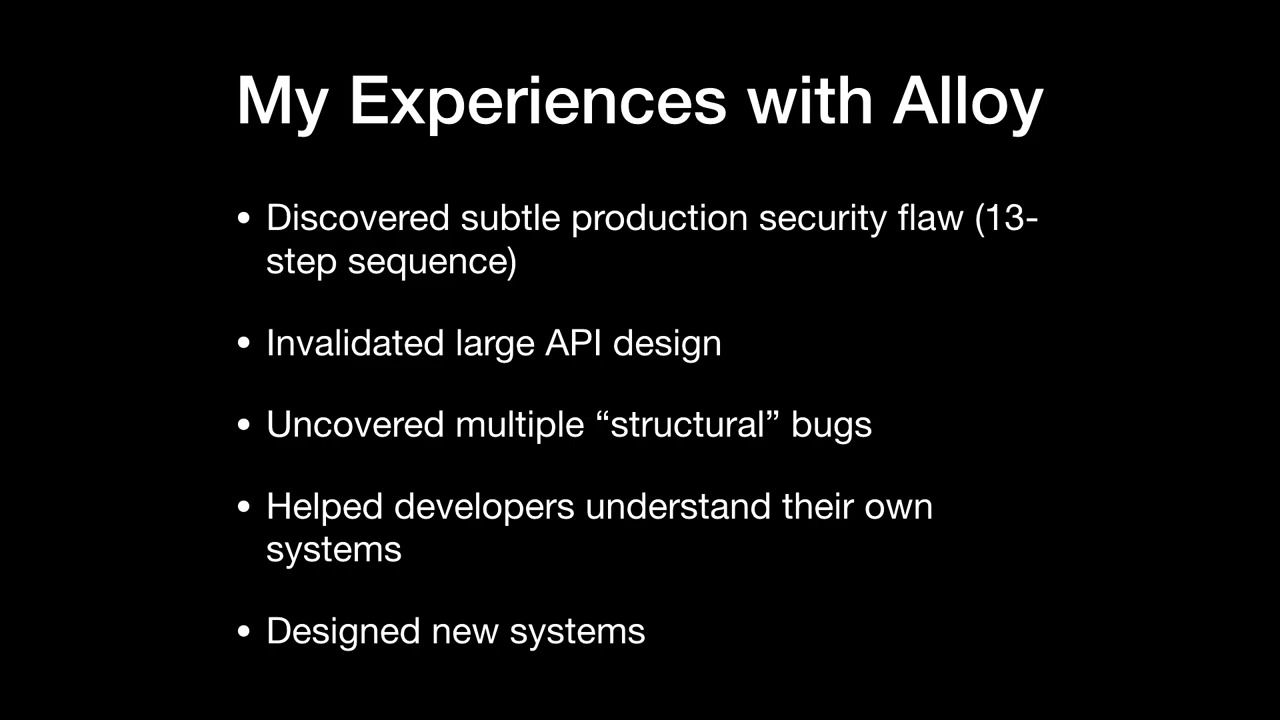 My Experiences with Alloy
• Discovered subtle production security flaw (13-
step sequence)
• Invalidated large API design
• Uncovered multiple “structural” bugs
• Helped developers understand their own
systems
• Designed new systems